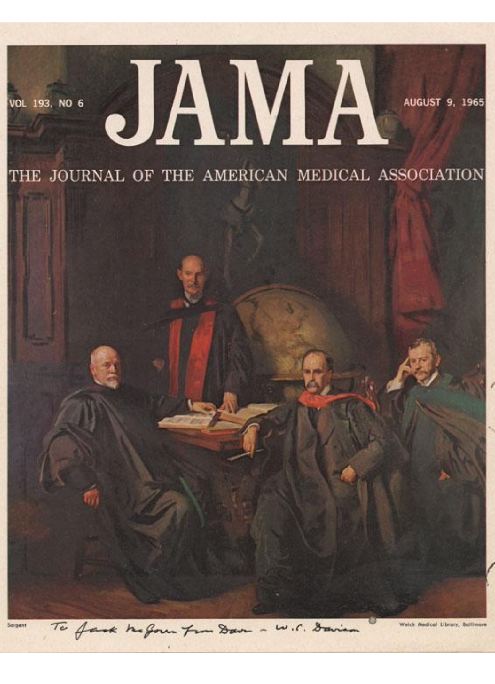 JAMA
VOL 193, NO 6
AUGUST 9, 1965
THE JOURNAL OF THE AMERICAN MEDICAL ASSOCIATION
Sargent
To Jack McGovern from Dave - W. C. Davison
Welch Medical Library, Baltimore